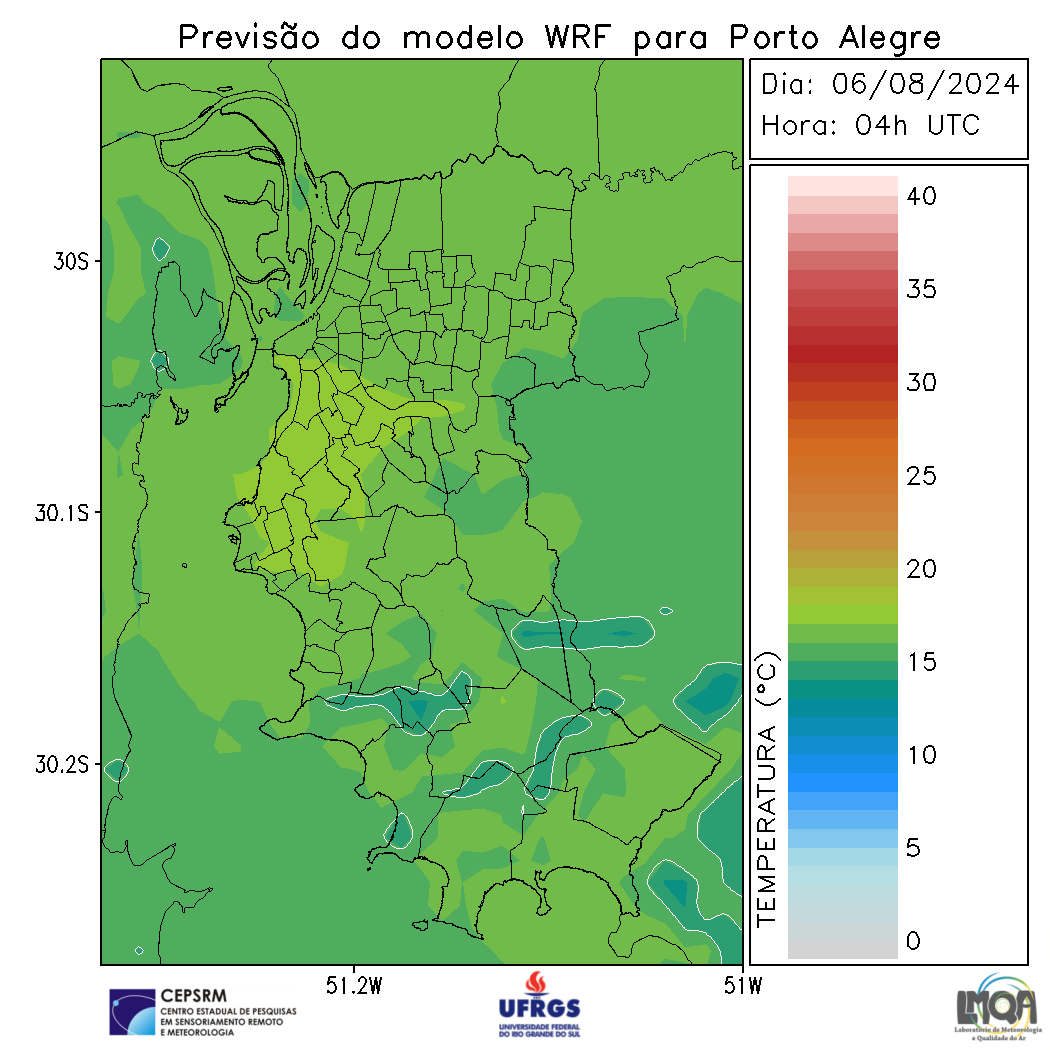 Previsão do modelo WRF para Porto Alegre
Dia: 06/08/2024
Hora: 04h UTC
40
35
30
25
20
15
10
5
0
TEMPERATURA (°C)
30S
30.1S
30.2S
51.2W
51W
CEPSRM
CENTRO ESTADUAL DE PESQUISAS
EM SENSORIAMENTO REMOTO
E METEOROLOGIA
UFRGS
UNIVERSIDADE FEDERAL
DO RIO GRANDE DO SUL
LMQA
Laboratório de Meteorologia
e Qualidade do Ar